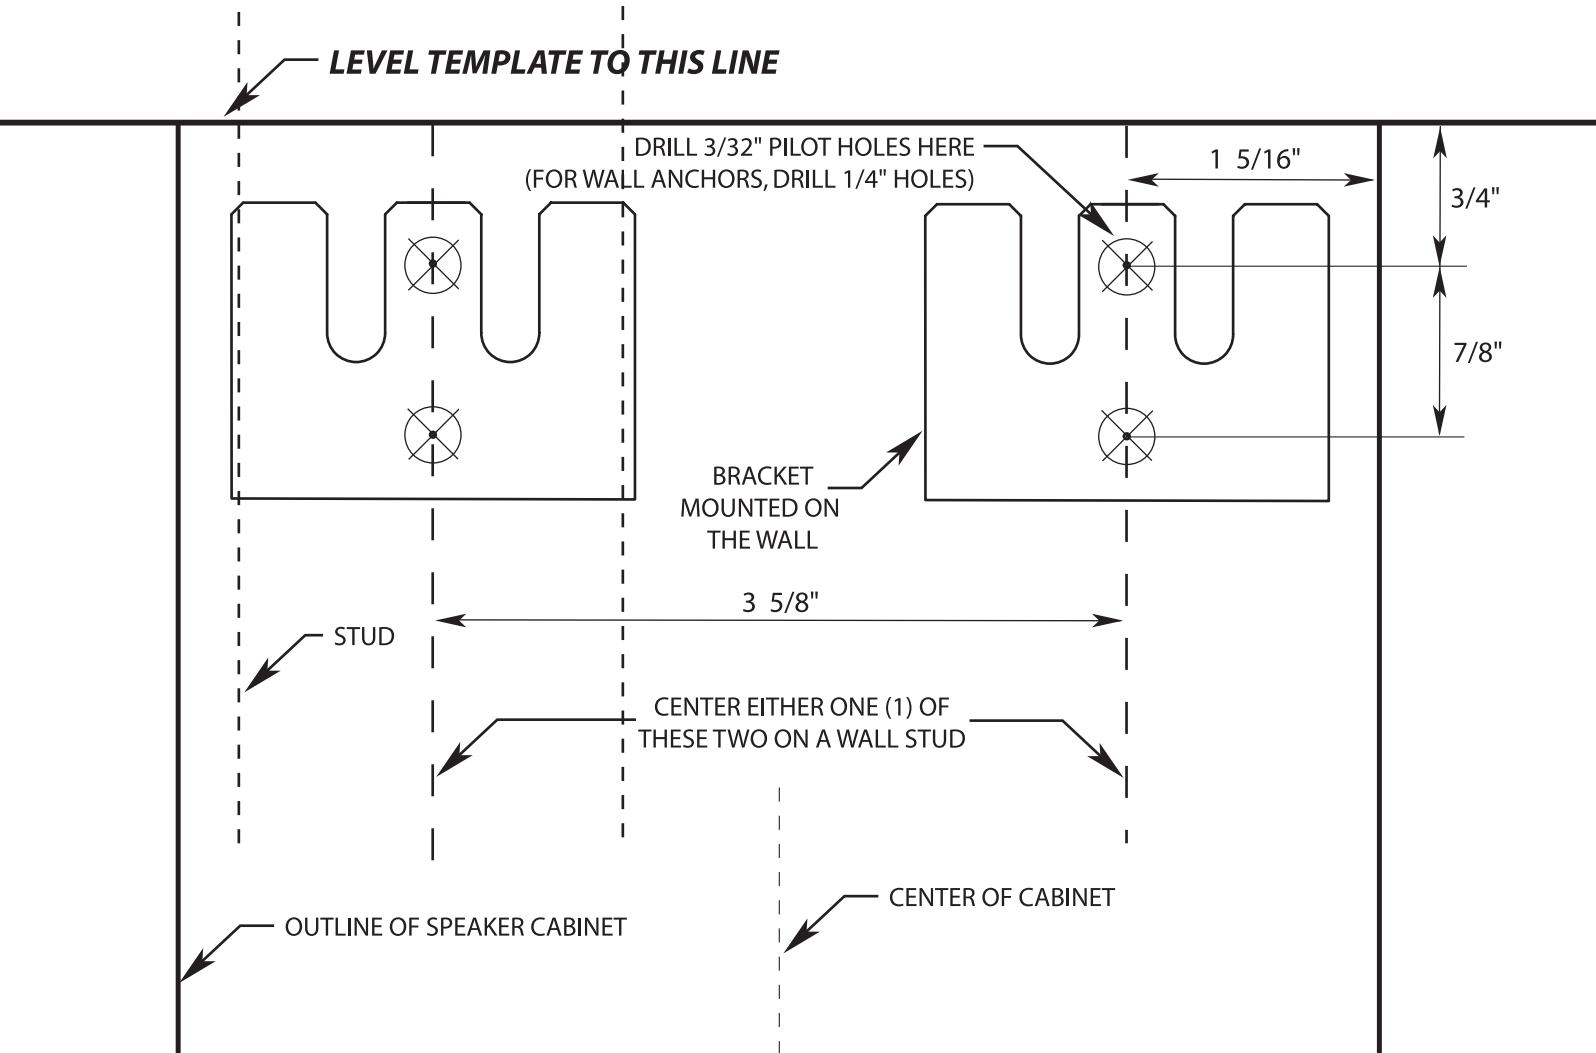 LEVEL TEMPLATE TO THIS LINE
DRILL 3/32" PILOT HOLES HERE
(FOR WALL ANCHORS, DRILL 1/4" HOLES)
1 5/16"
3/4"
7/8"
BRACKET
MOUNTED ON
THE WALL
3 5/8"
STUD
CENTER EITHER ONE (1) OF
THESE TWO ON A WALL STUD
CENTER OF CABINET
OUTLINE OF SPEAKER CABINET